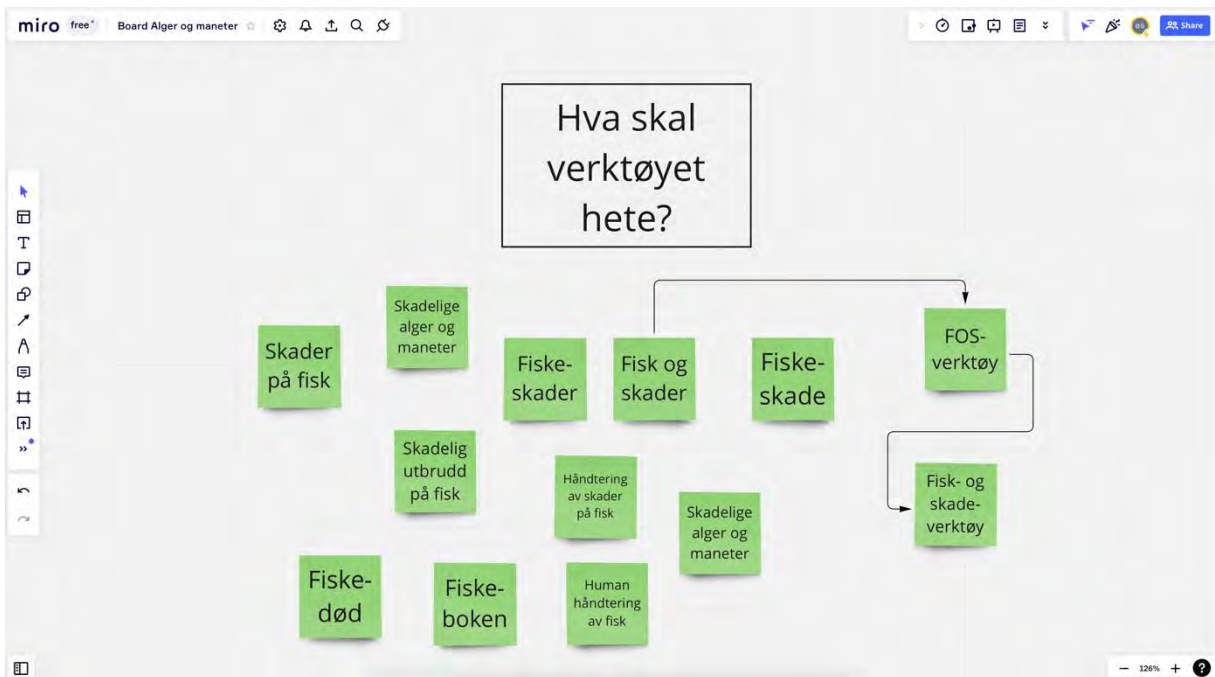 miro free
Board Alger og maneter
Share
Hva skal
verktøyet
hete?
Skader
på fisk
Skadelige
alger og
maneter
Fiske-
skader
Fisk og
skader
Fiske-
skade
FOS-
verktøy
Skadelig
utbrudd
på fisk
Håndtering
av skader
på fisk
Skadelige
alger og
maneter
Fisk- og
skade-
verktøy
Fiske-
død
Fiske-
boken
Human
håndtering
av fisk
126%